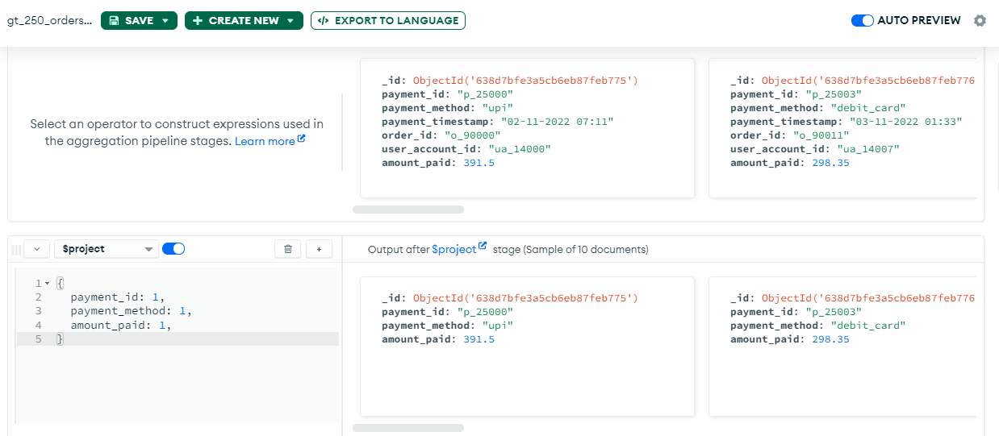 gt_250_orders...
SAVE
CREATE NEW
</> EXPORT TO LANGUAGE
AUTO PREVIEW
Select an operator to construct expressions used in
the aggregation pipeline stages. Learn more
_id: ObjectId('638d7bfe3a5cb6eb87feb775')
payment_id: "p_25000"
payment_method: "upi"
payment_timestamp: "02-11-2022 07:11"
order_id: "o_90000"
user_account_id: "ua_14000"
amount_paid: 391.5
_id: ObjectId('638d7bfe3a5cb6eb87feb776
payment_id: "p_25003"
payment_method: "debit_card"
payment_timestamp: "03-11-2022 01:33"
order_id: "o_90011"
user_account_id: "ua_14007"
amount_paid: 298.35
$project
Output after $project stage (Sample of 10 documents)
1 {
2 payment_id: 1,
3 payment_method: 1,
4 amount_paid: 1,
5 }
_id: ObjectId('638d7bfe3a5cb6eb87feb775')
payment_id: "p_25000"
payment_method: "upi"
amount_paid: 391.5
_id: ObjectId('638d7bfe3a5cb6eb87feb776
payment_id: "p_25003"
payment_method: "debit_card"
amount_paid: 298.35